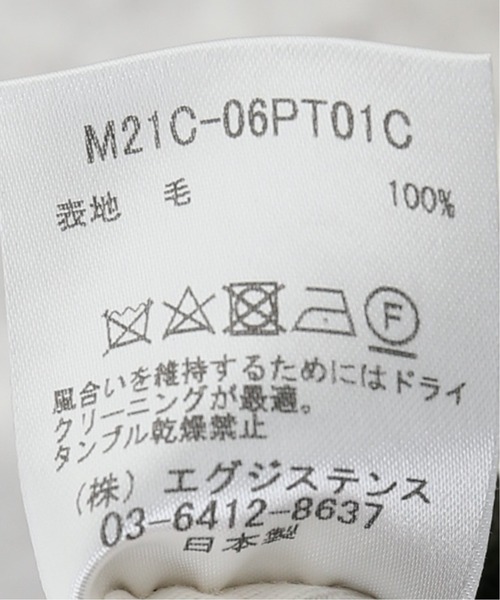 M21C-06PT01C
表地 毛 100%
F
風合いを維持するためにはドライ
クリーニングが最適。
タンブル乾燥禁止
(株) エグジステンス
03-6412-8637
日本製